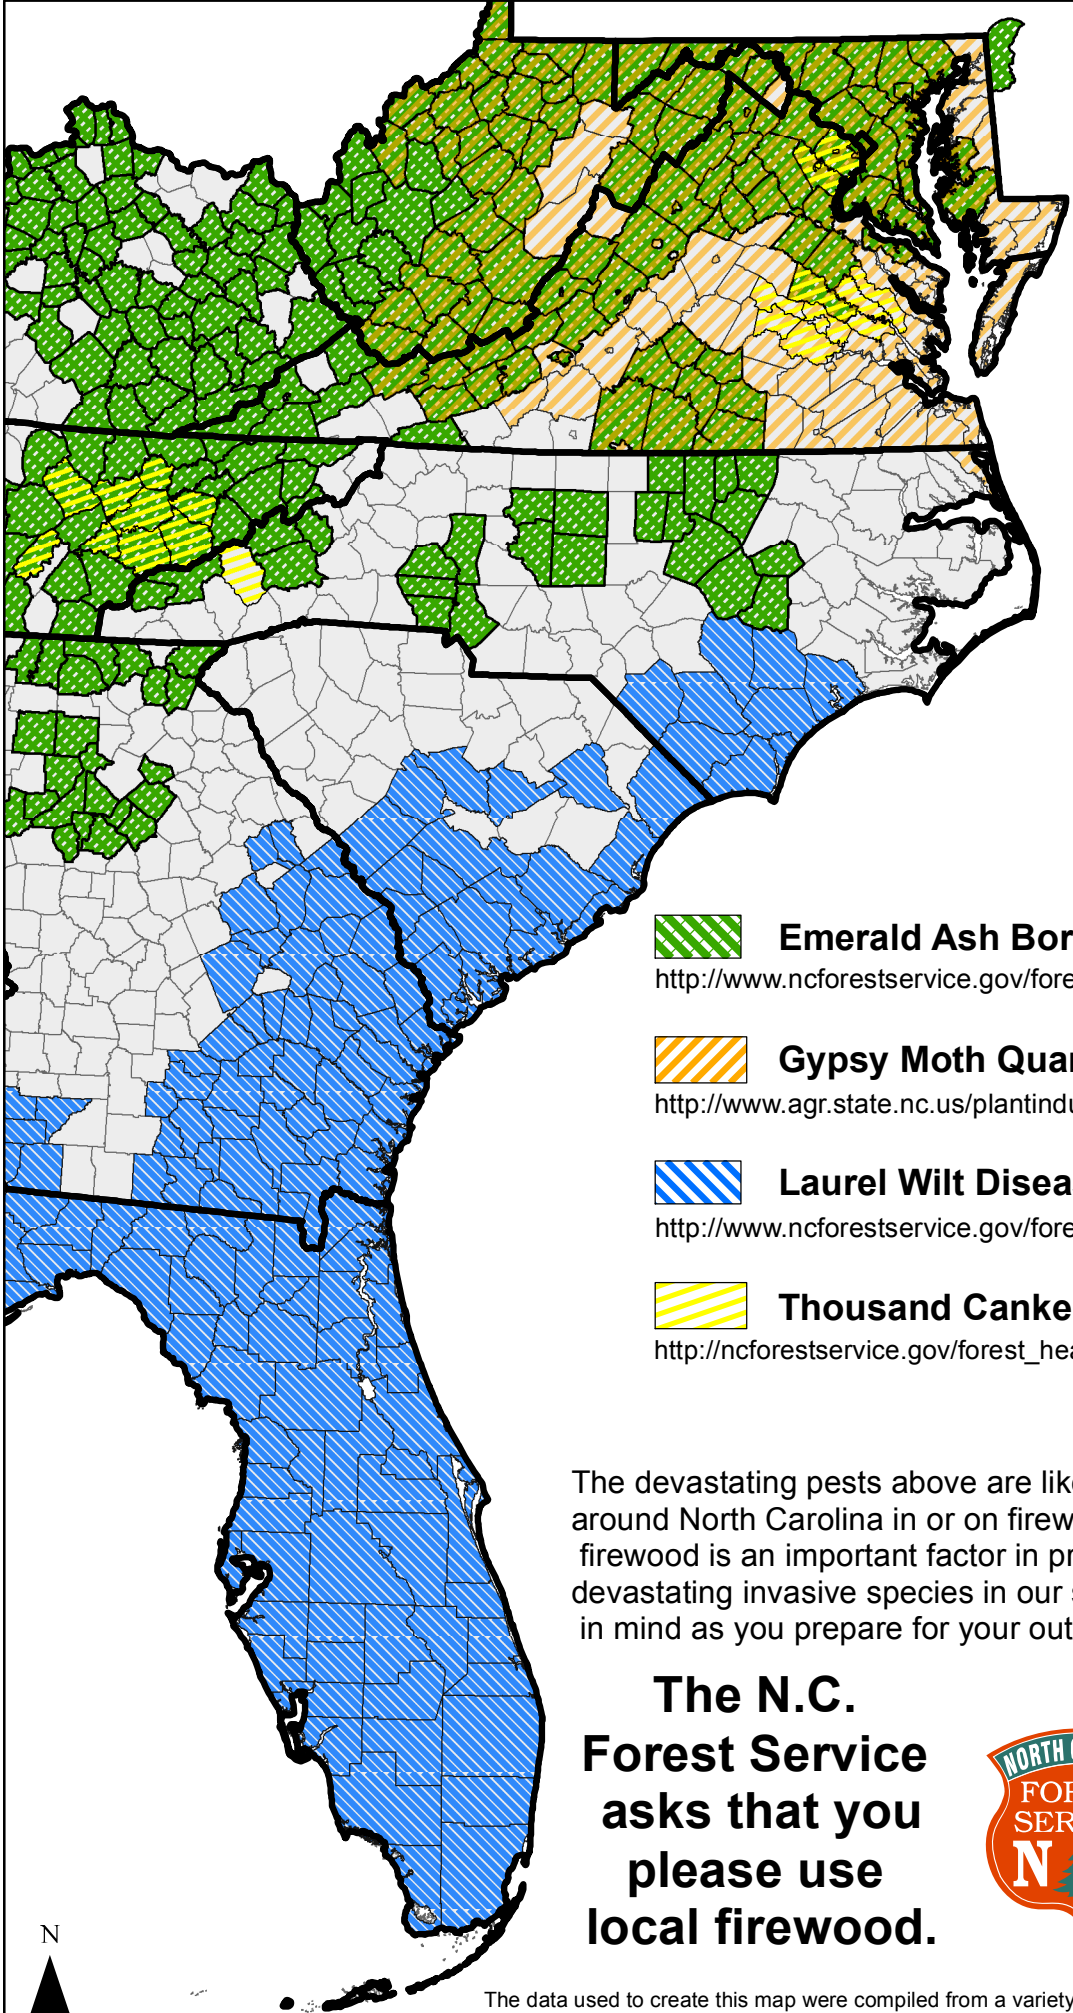 Emerald Ash Bor
http://www.ncforestservice.gov/fore
Gypsy Moth Quar
http://www.agr.state.nc.us/plantindu
Laurel Wilt Disea
http://www.ncforestservice.gov/fore
Thousand Canke
http://ncforestservice.gov/forest_hea
The devastating pests above are like
around North Carolina in or on firew
firewood is an important factor in pr
devastating invasive species in our s
in mind as you prepare for your out
The N.C.
Forest Service
asks that you
please use
local firewood.
NORTH C
FOR
SER
N
N
The data used to create this map were compiled from a variety